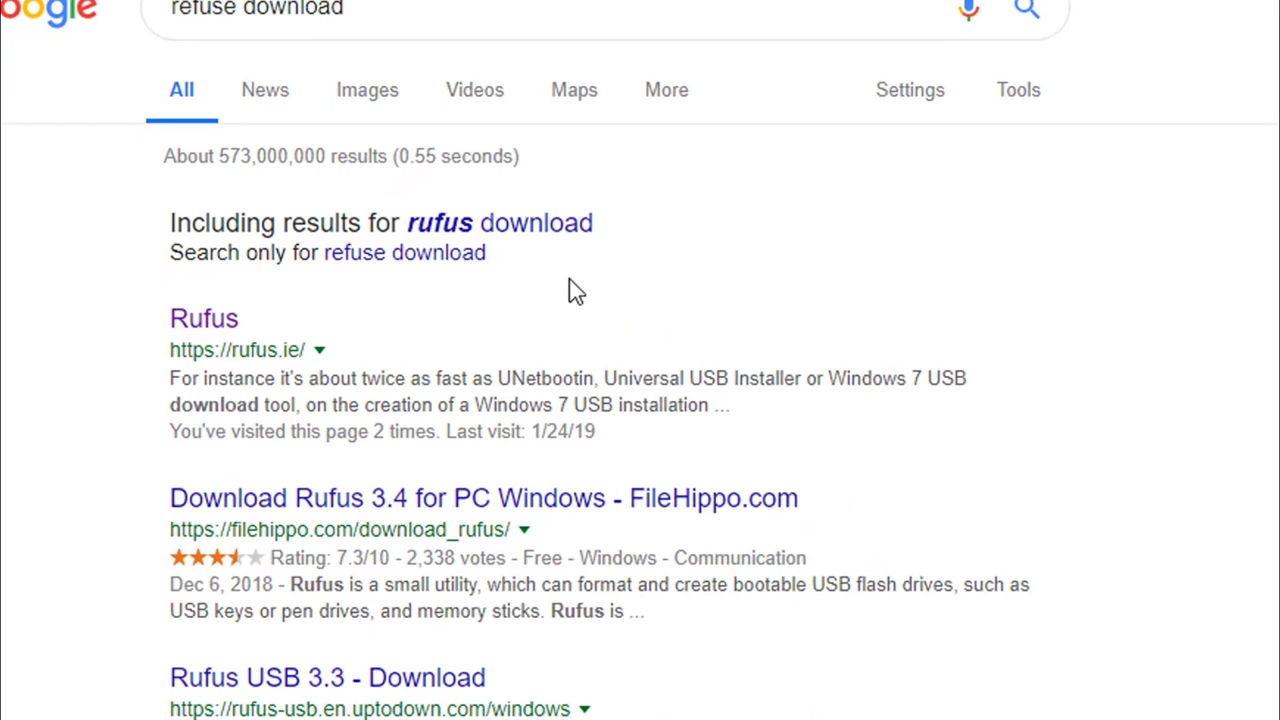 oogle
refuse download
All News Images Videos Maps More Settings Tools
About 573,000,000 results (0.55 seconds)
Including results for rufus download
Search only for refuse download
Rufus
https://rufus.ie/
For instance it's about twice as fast as UNetbootin, Universal USB Installer or Windows 7 USB
download tool, on the creation of a Windows 7 USB installation ...
You've visited this page 2 times. Last visit: 1/24/19
Download Rufus 3.4 for PC Windows - FileHippo.com
https://filehippo.com/download_rufus/
Rating: 7.3/10 - 2,338 votes - Free - Windows - Communication
Dec 6, 2018 - Rufus is a small utility, which can format and create bootable USB flash drives, such as
USB keys or pen drives, and memory sticks. Rufus is ...
Rufus USB 3.3 - Download
https://rufus-usb.en.uptodown.com/windows